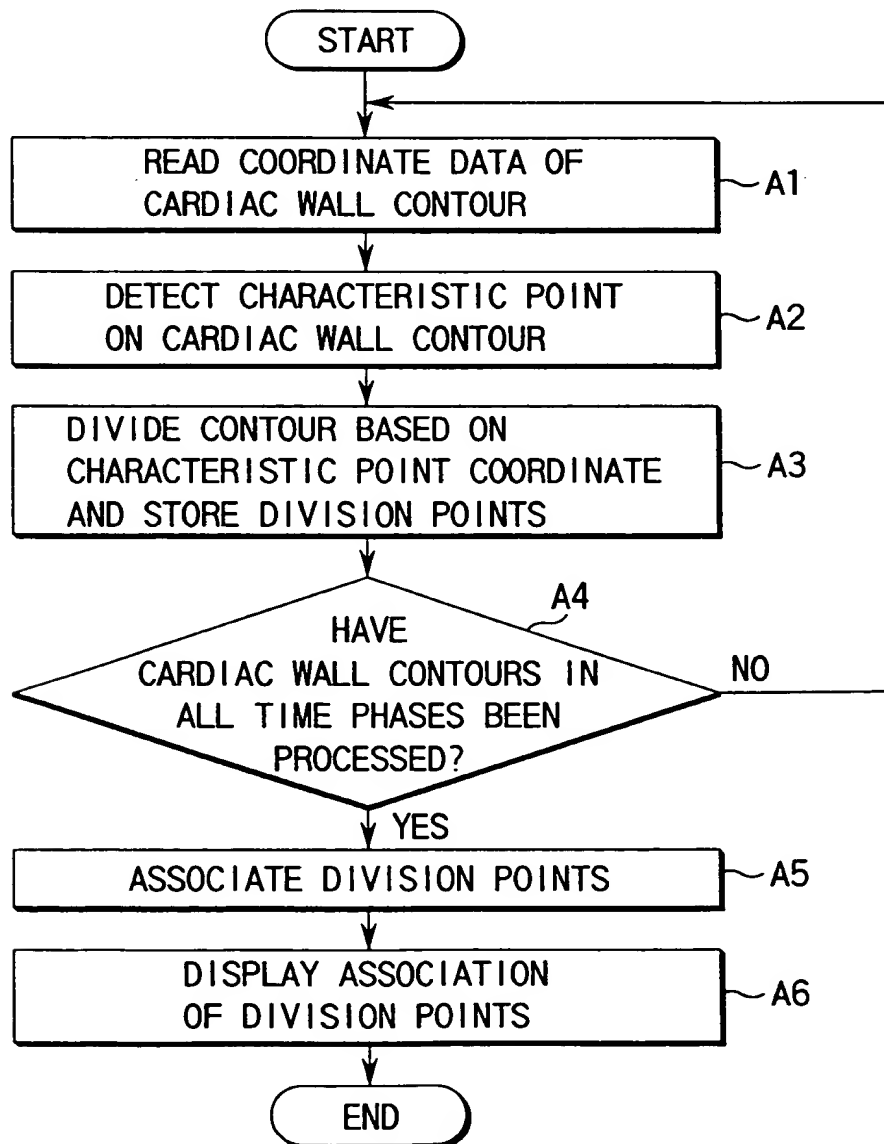 START
READ COORDINATE DATA OF
CARDIAC WALL CONTOUR
A1
DETECT CHARACTERISTIC POINT
ON CARDIAC WALL CONTOUR
A2
DIVIDE CONTOUR BASED ON
CHARACTERISTIC POINT COORDINATE
AND STORE DIVISION POINTS
A3
A4
HAVE
CARDIAC WALL CONTOURS IN
ALL TIME PHASES BEEN
PROCESSED?
NO
YES
ASSOCIATE DIVISION POINTS
A5
DISPLAY ASSOCIATION
OF DIVISION POINTS
A6
END